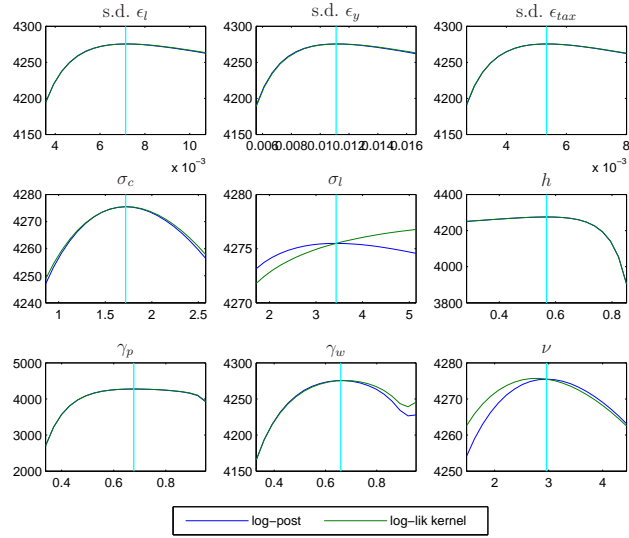 s.d. ϵ_l s.d. ϵ_y s.d. ϵ_tax
4300 4300 4300
4250 4250 4250
4200 4200 4200
4150 4150 4150
4 6 8 10 0.006 0.008 0.010 0.012 0.014 0.016 4 6 8
x 10^-3 x 10^-3
σ_c σ_l h
4280 4280 4400
4270 4200
4260 4275
4250 4000
4240 4270 3800
1 1.5 2 2.5 2 3 4 5 0.4 0.6 0.8
γ_p γ_w ν
5000 4300 4280
4000 4250 4270
3000 4200 4260
2000 4150 4250
0.4 0.6 0.8 0.4 0.6 0.8 2 3 4
log-post log-lik kernel